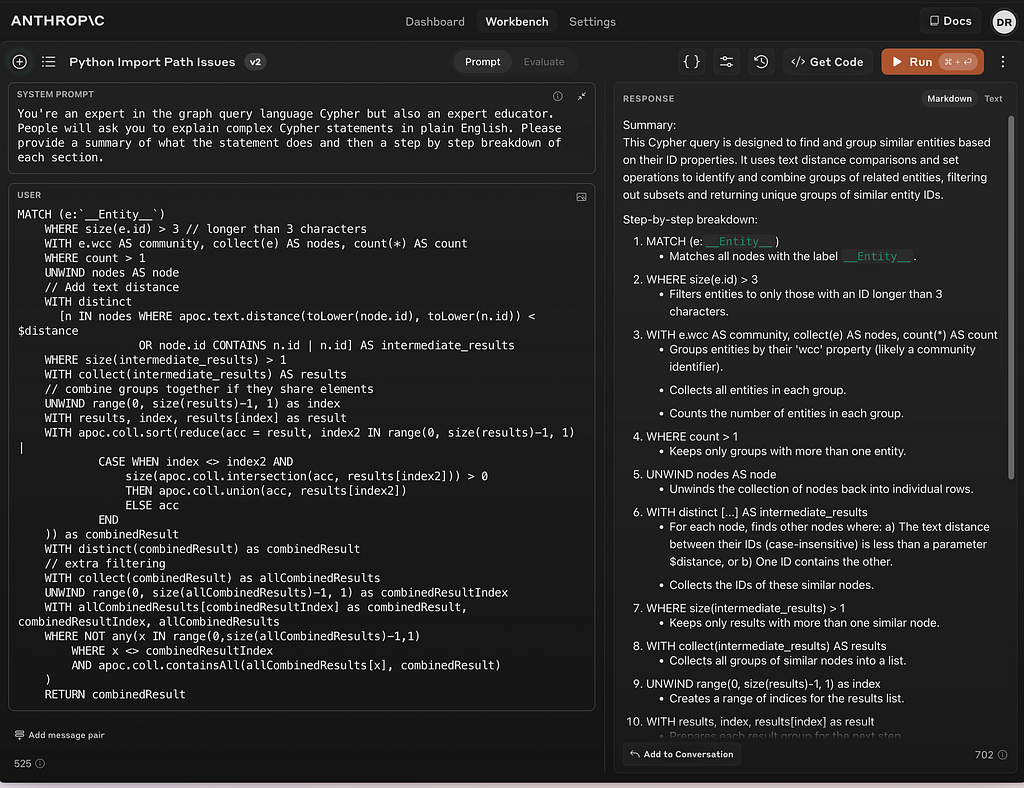 ANTHROP\C
Dashboard Workbench Settings
Docs
DR
Python Import Path Issues v2
Prompt Evaluate
{ }
</> Get Code
Run ⌘ + ⏎
SYSTEM PROMPT
You're an expert in the graph query language Cypher but also an expert educator.
People will ask you to explain complex Cypher statements in plain English. Please
provide a summary of what the statement does and then a step by step breakdown of
each section.
USER
MATCH (e:`__Entity__`)
WHERE size(e.id) > 3 // longer than 3 characters
WITH e.wcc AS community, collect(e) AS nodes, count(*) AS count
WHERE count > 1
UNWIND nodes AS node
// Add text distance
WITH distinct
[n IN nodes WHERE apoc.text.distance(toLower(node.id), toLower(n.id)) <
$distance
OR node.id CONTAINS n.id | n.id] AS intermediate_results
WHERE size(intermediate_results) > 1
WITH collect(intermediate_results) AS results
// combine groups together if they share elements
UNWIND range(0, size(results)-1, 1) as index
WITH results, index, results[index] as result
WITH apoc.coll.sort(reduce(acc = result, index2 IN range(0, size(results)-1, 1)
|
CASE WHEN index <> index2 AND
size(apoc.coll.intersection(acc, results[index2])) > 0
THEN apoc.coll.union(acc, results[index2])
ELSE acc
END
)) as combinedResult
WITH distinct(combinedResult) as combinedResult
// extra filtering
WITH collect(combinedResult) as allCombinedResults
UNWIND range(0, size(allCombinedResults)-1, 1) as combinedResultIndex
WITH allCombinedResults[combinedResultIndex] as combinedResult,
combinedResultIndex, allCombinedResults
WHERE NOT any(x IN range(0,size(allCombinedResults)-1,1)
WHERE x <> combinedResultIndex
AND apoc.coll.containsAll(allCombinedResults[x], combinedResult)
)
RETURN combinedResult
Add message pair
525
RESPONSE
Markdown Text
Summary:
This Cypher query is designed to find and group similar entities based
on their ID properties. It uses text distance comparisons and set
operations to identify and combine groups of related entities, filtering
out subsets and returning unique groups of similar entity IDs.
Step-by-step breakdown:
1. MATCH (e:__Entity__)
• Matches all nodes with the label __Entity__.
2. WHERE size(e.id) > 3
• Filters entities to only those with an ID longer than 3
characters.
3. WITH e.wcc AS community, collect(e) AS nodes, count(*) AS count
• Groups entities by their 'wcc' property (likely a community
identifier).
• Collects all entities in each group.
• Counts the number of entities in each group.
4. WHERE count > 1
• Keeps only groups with more than one entity.
5. UNWIND nodes AS node
• Unwinds the collection of nodes back into individual rows.
6. WITH distinct [...] AS intermediate_results
• For each node, finds other nodes where: a) The text distance
between their IDs (case-insensitive) is less than a parameter
$distance, or b) One ID contains the other.
• Collects the IDs of these similar nodes.
7. WHERE size(intermediate_results) > 1
• Keeps only results with more than one similar node.
8. WITH collect(intermediate_results) AS results
• Collects all groups of similar nodes into a list.
9. UNWIND range(0, size(results)-1, 1) as index
• Creates a range of indices for the results list.
10. WITH results, index, results[index] as result
• Prepares each result group for the next step.
Add to Conversation
702